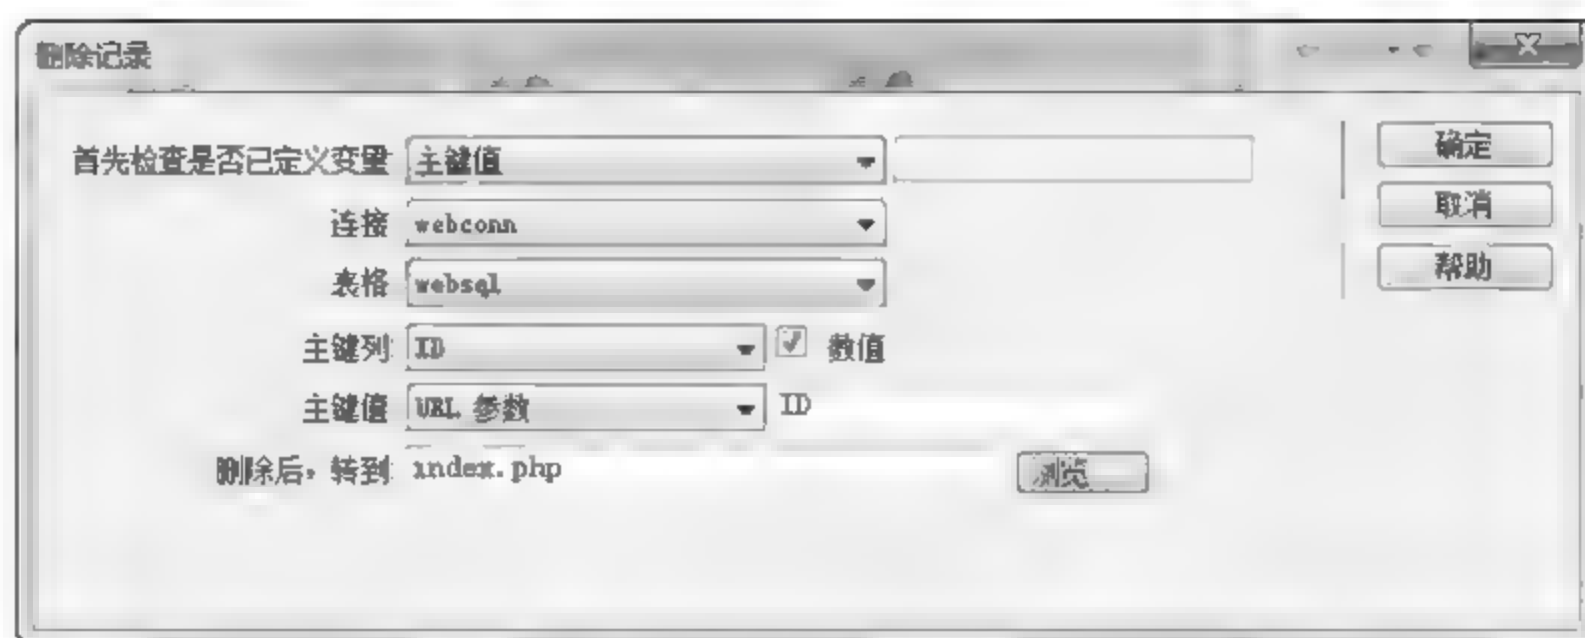 删除记录
首先检查是否已定义变量 主键值 确定
连接 webconn 取消
表格 websql 帮助
主键列 ID 数值
主键值 URL 参数 ID
删除后，转到 index.php 浏览